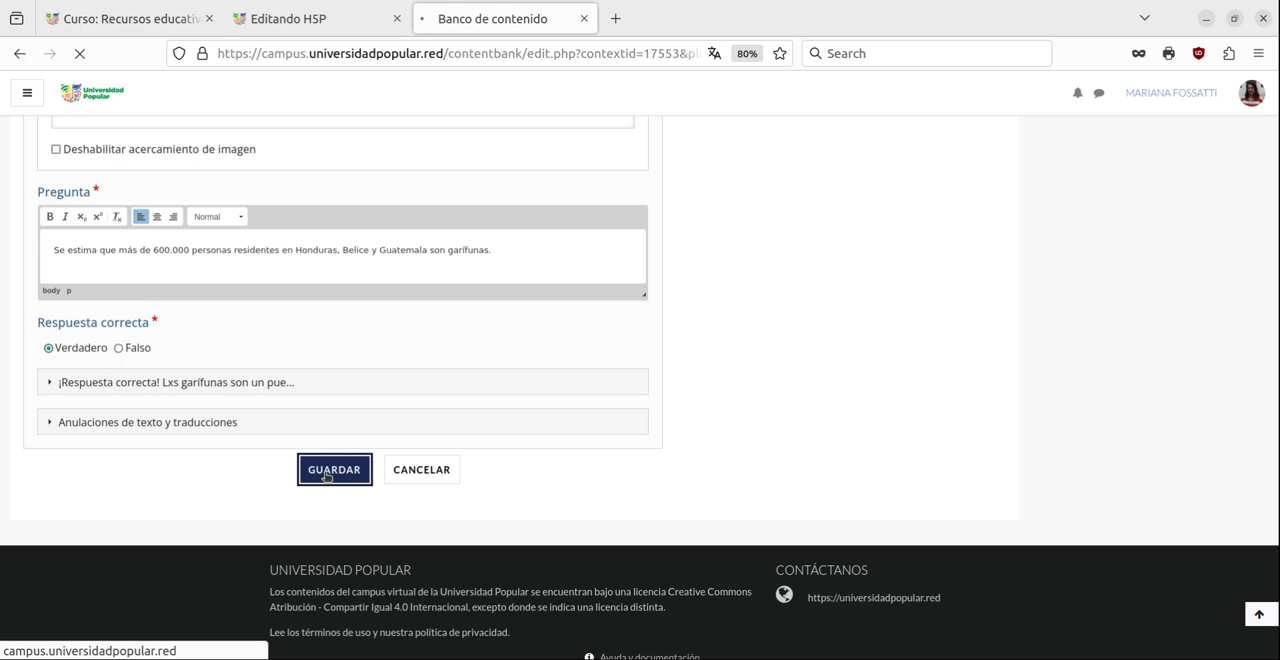 Curso: Recursos educativ
Editando H5P
Banco de contenido
https://campus.universidadpopular.red/contentbank/edit.php?contextid=17553&pl
80%
Search
Universidad
Popular
MARIANA FOSSATTI
Deshabilitar acercamiento de imagen
Pregunta *
Normal
Se estima que más de 600.000 personas residentes en Honduras, Belice y Guatemala son garífunas.
body p
Respuesta correcta *
Verdadero Falso
¡Respuesta correcta! Lxs garífunas son un pue...
Anulaciones de texto y traducciones
GUARDAR CANCELAR
UNIVERSIDAD POPULAR
Los contenidos del campus virtual de la Universidad Popular se encuentran bajo una licencia Creative Commons
Atribución - Compartir Igual 4.0 Internacional, excepto donde se indica una licencia distinta.
Lee los términos de uso y nuestra política de privacidad.
CONTÁCTANOS
https://universidadpopular.red
Ayuda y documentación
campus.universidadpopular.red